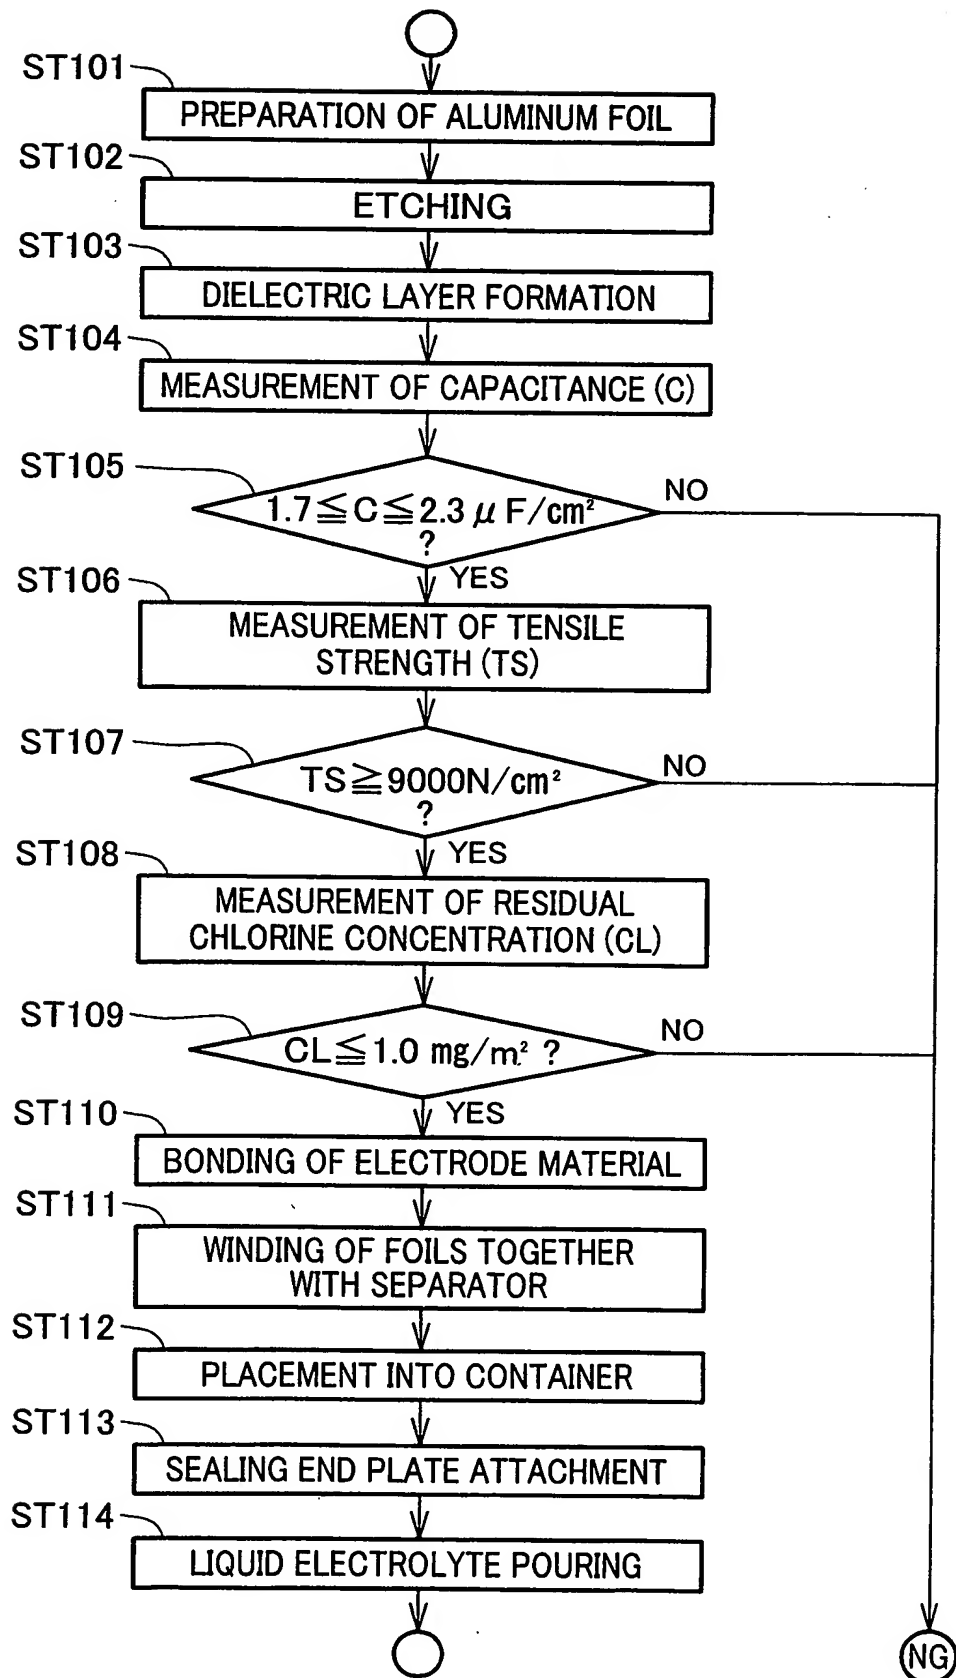 ST101
PREPARATION OF ALUMINUM FOIL
ST102
ETCHING
ST103
DIELECTRIC LAYER FORMATION
ST104
MEASUREMENT OF CAPACITANCE (C)
ST105
1.7≦C≦2.3 μF/cm²
?
NO
YES
ST106
MEASUREMENT OF TENSILE
STRENGTH (TS)
ST107
TS≧9000N/cm²
?
NO
YES
ST108
MEASUREMENT OF RESIDUAL
CHLORINE CONCENTRATION (CL)
ST109
CL≦1.0 mg/m² ?
NO
YES
ST110
BONDING OF ELECTRODE MATERIAL
ST111
WINDING OF FOILS TOGETHER
WITH SEPARATOR
ST112
PLACEMENT INTO CONTAINER
ST113
SEALING END PLATE ATTACHMENT
ST114
LIQUID ELECTROLYTE POURING
NG